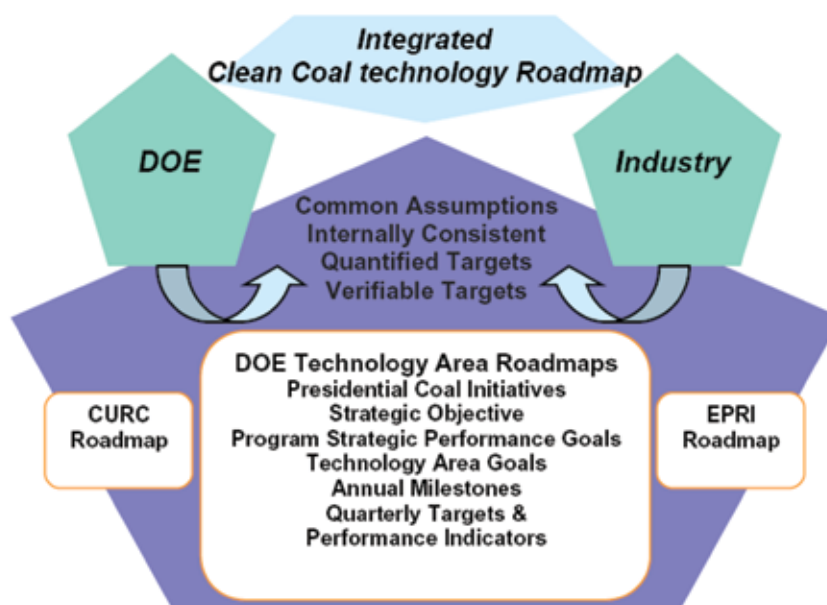 Integrated
Clean Coal technology Roadmap
DOE
Industry
Common Assumptions
Internally Consistent
Quantified Targets
Verifiable Targets
DOE Technology Area Roadmaps
Presidential Coal Initiatives
Strategic Objective
Program Strategic Performance Goals
Technology Area Goals
Annual Milestones
Quarterly Targets &
Performance Indicators
CURC
Roadmap
EPRI
Roadmap